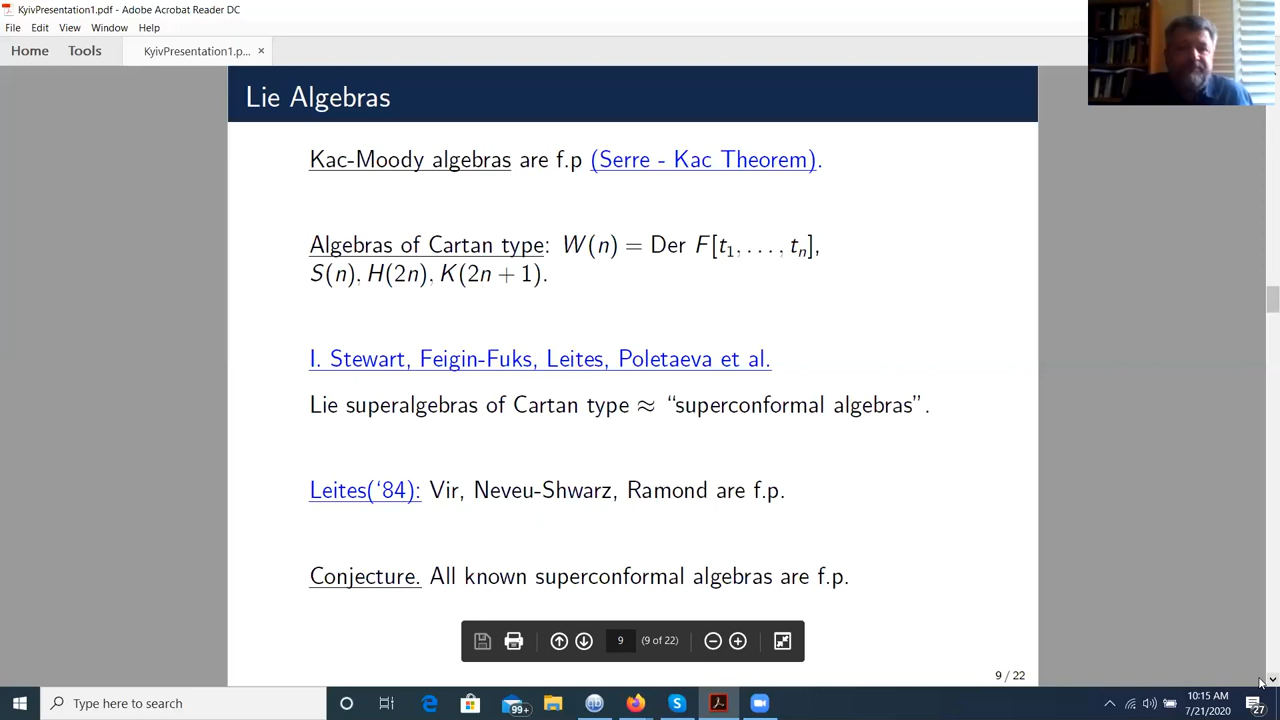 KyivPresentation1.pdf - Adobe Acrobat Reader DC
File Edit View Window Help
Home Tools KyivPresentation1.p... ×
Lie Algebras
Kac-Moody algebras are f.p (Serre - Kac Theorem).
Algebras of Cartan type: W(n) = Der F[t₁, . . . , tₙ],
S(n), H(2n), K(2n + 1).
I. Stewart, Feigin-Fuks, Leites, Poletaeva et al.
Lie superalgebras of Cartan type ≈ “superconformal algebras”.
Leites(‘84): Vir, Neveu-Shwarz, Ramond are f.p.
Conjecture. All known superconformal algebras are f.p.
9 (9 of 22)
9 / 22
Type here to search 99+ 10:15 AM
7/21/2020 27